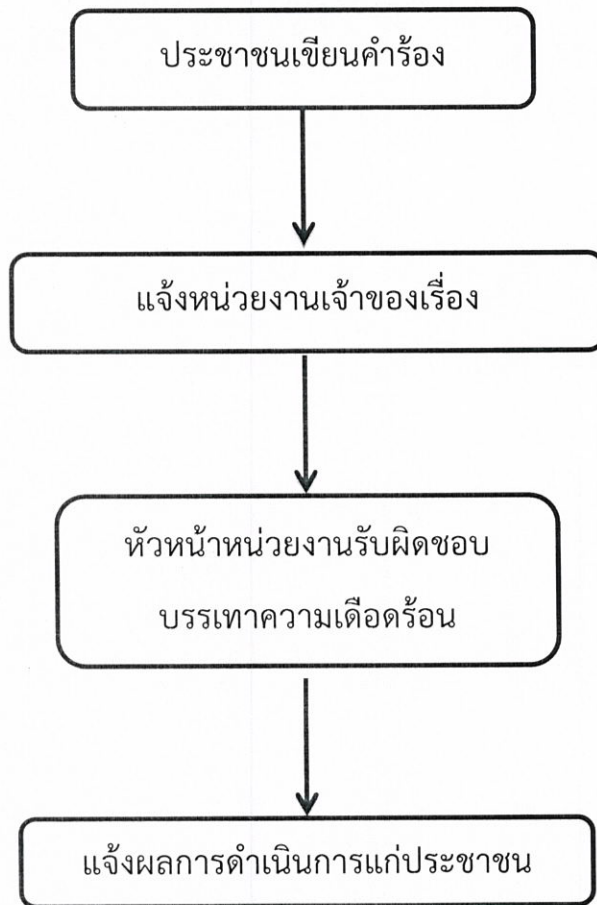 ประชาชนเขียนคำร้อง
แจ้งหน่วยงานเจ้าของเรื่อง
หัวหน้าหน่วยงานรับผิดชอบ
บรรเทาความเดือดร้อน
แจ้งผลการดำเนินการแก่ประชาชน